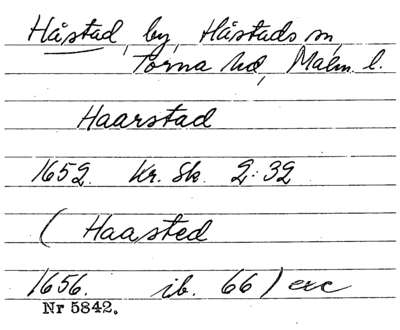 Håstad, by, Håstads sn,
Torna hd, Malm. l.
Haarstad
1652. Kr. Sk. 2:32
( Haasted
1656. ib. 66 ) exc
Nr 5842.